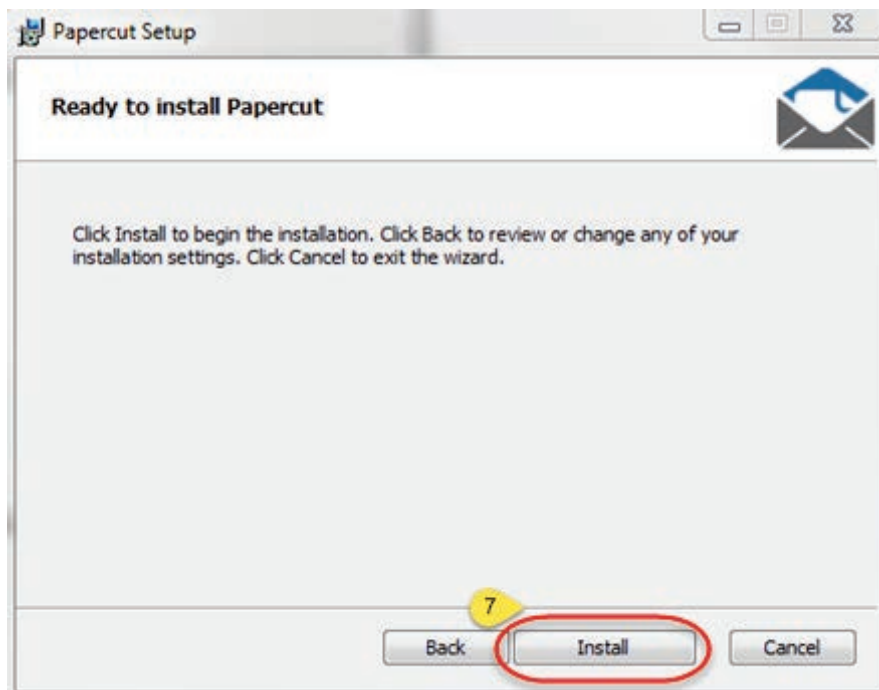 Papercut Setup
Ready to install Papercut
Click Install to begin the installation. Click Back to review or change any of your
installation settings. Click Cancel to exit the wizard.
7
Back Install Cancel